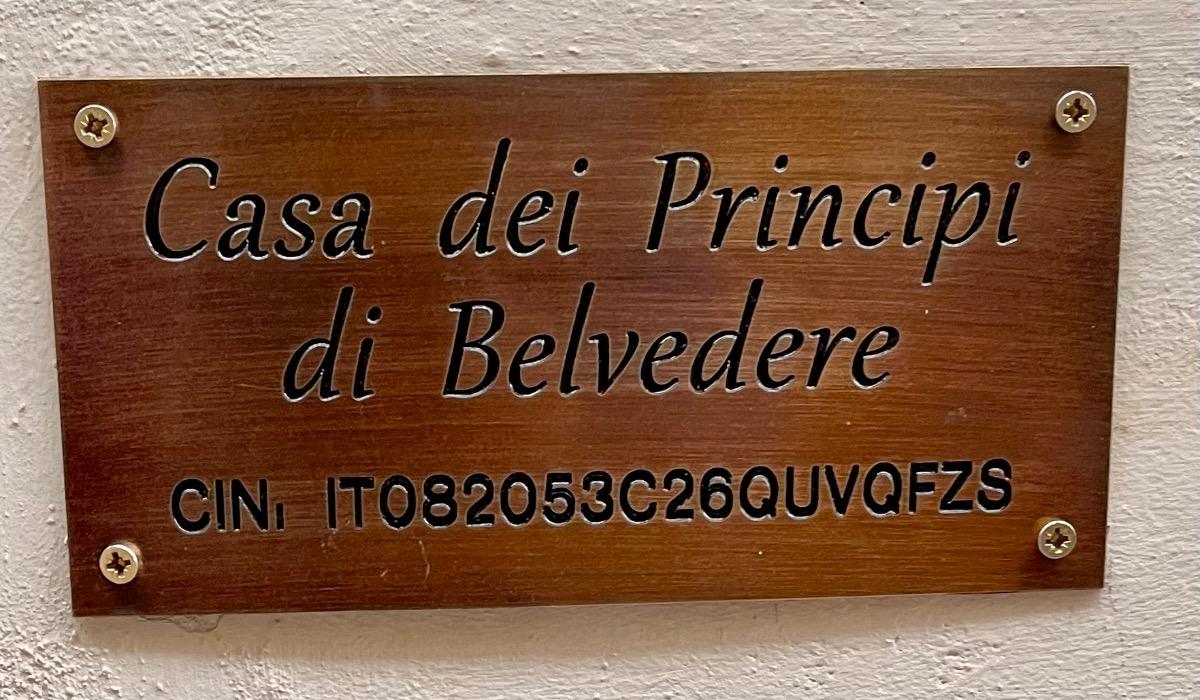 Casa dei Principi
di Belvedere
CIN: IT082053C26QUVQFZS